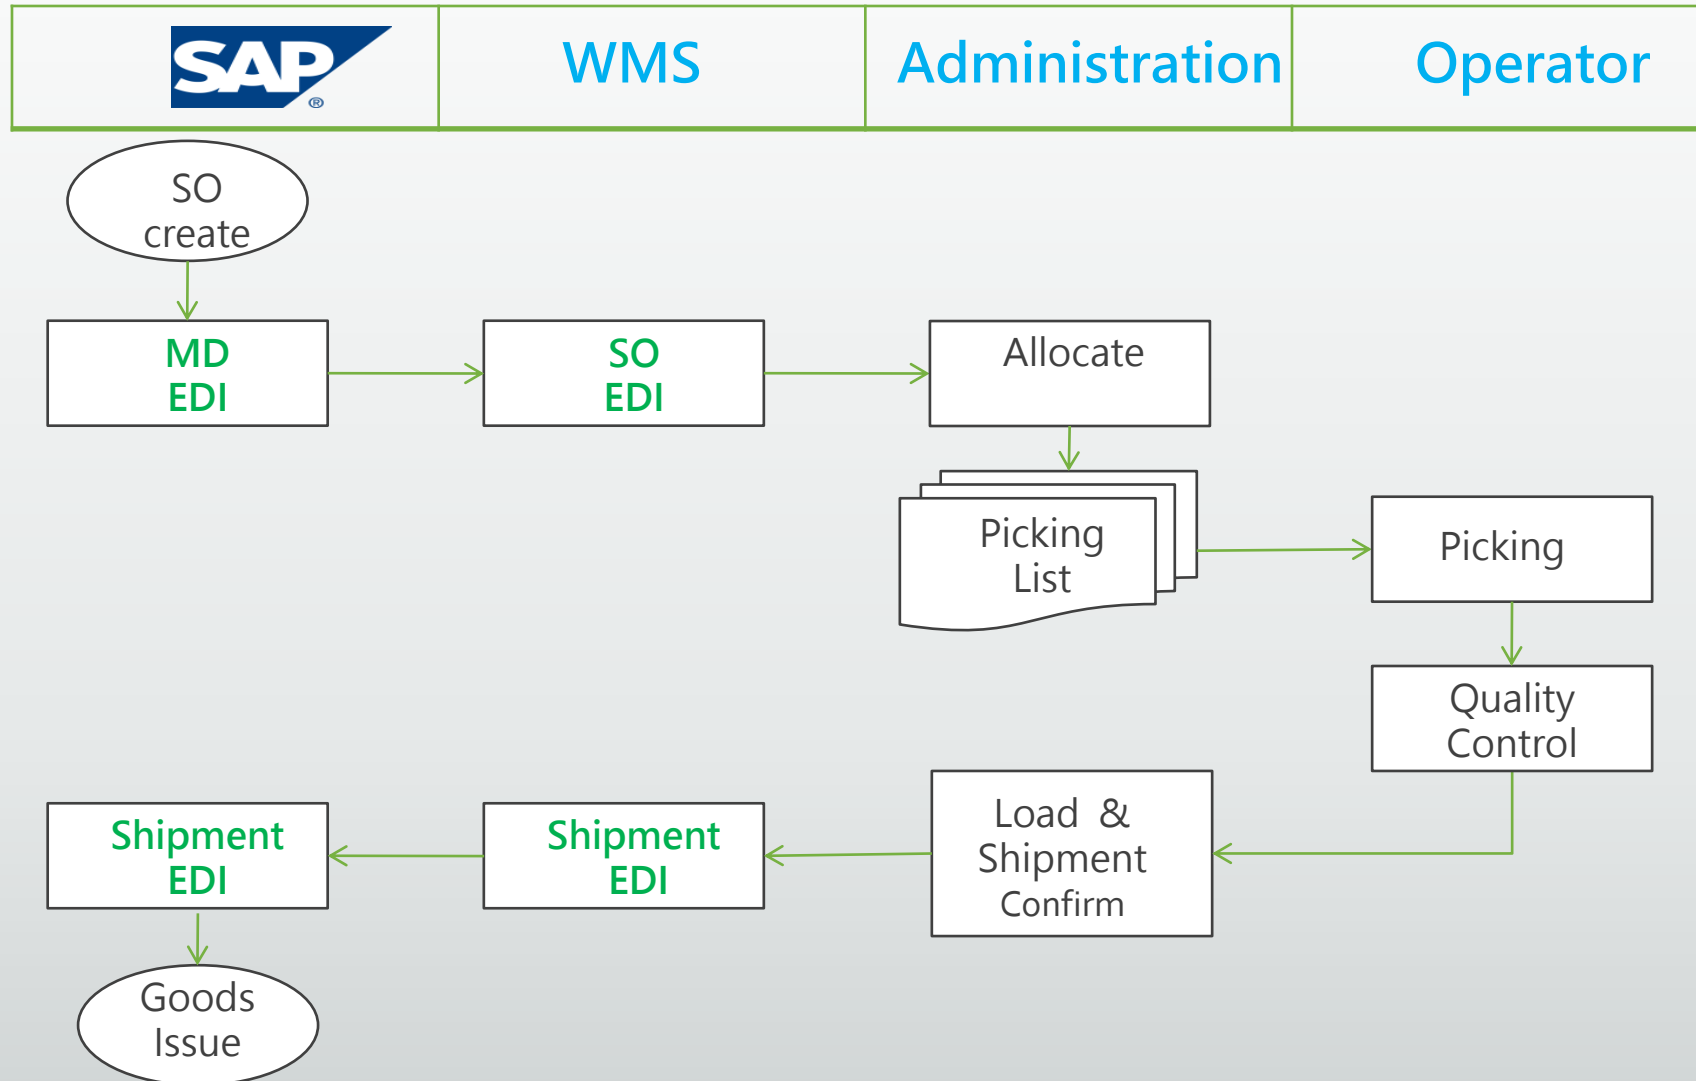 SAP ®
WMS
Administration
Operator
SO
create
MD
EDI
SO
EDI
Allocate
Picking
List
Picking
Quality
Control
Load &
Shipment
Confirm
Shipment
EDI
Shipment
EDI
Goods
Issue